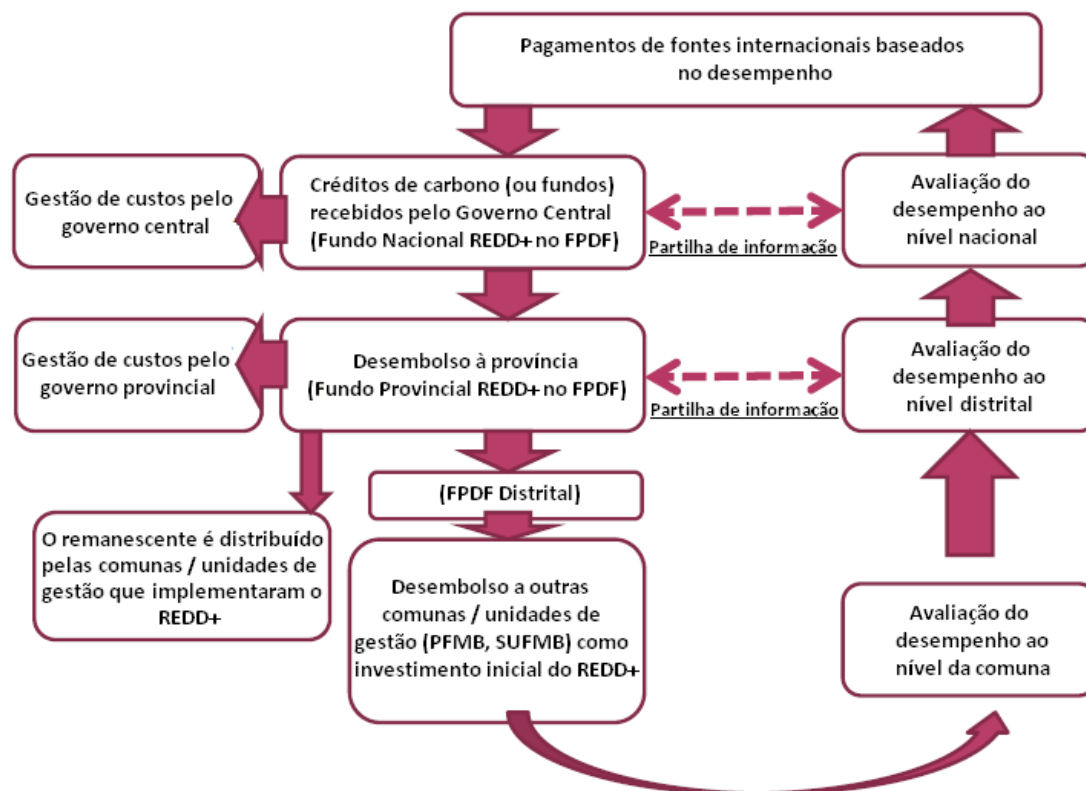 Pagamentos de fontes internacionais baseados
no desempenho
Gestão de custos pelo
governo central
Créditos de carbono (ou fundos)
recebidos pelo Governo Central
(Fundo Nacional REDD+ no FPDF)
Partilha de informação
Avaliação do
desempenho ao
nível nacional
Gestão de custos pelo
governo provincial
Desembolso à província
(Fundo Provincial REDD+ no FPDF)
Partilha de informação
Avaliação do
desempenho ao
nível distrital
(FPDF Distrital)
O remanescente é distribuído
pelas comunas / unidades de
gestão que implementaram o
REDD+
Desembolso a outras
comunas / unidades de
gestão (PFMB, SUFMB) como
investimento inicial do REDD+
Avaliação do
desempenho ao
nível da comuna